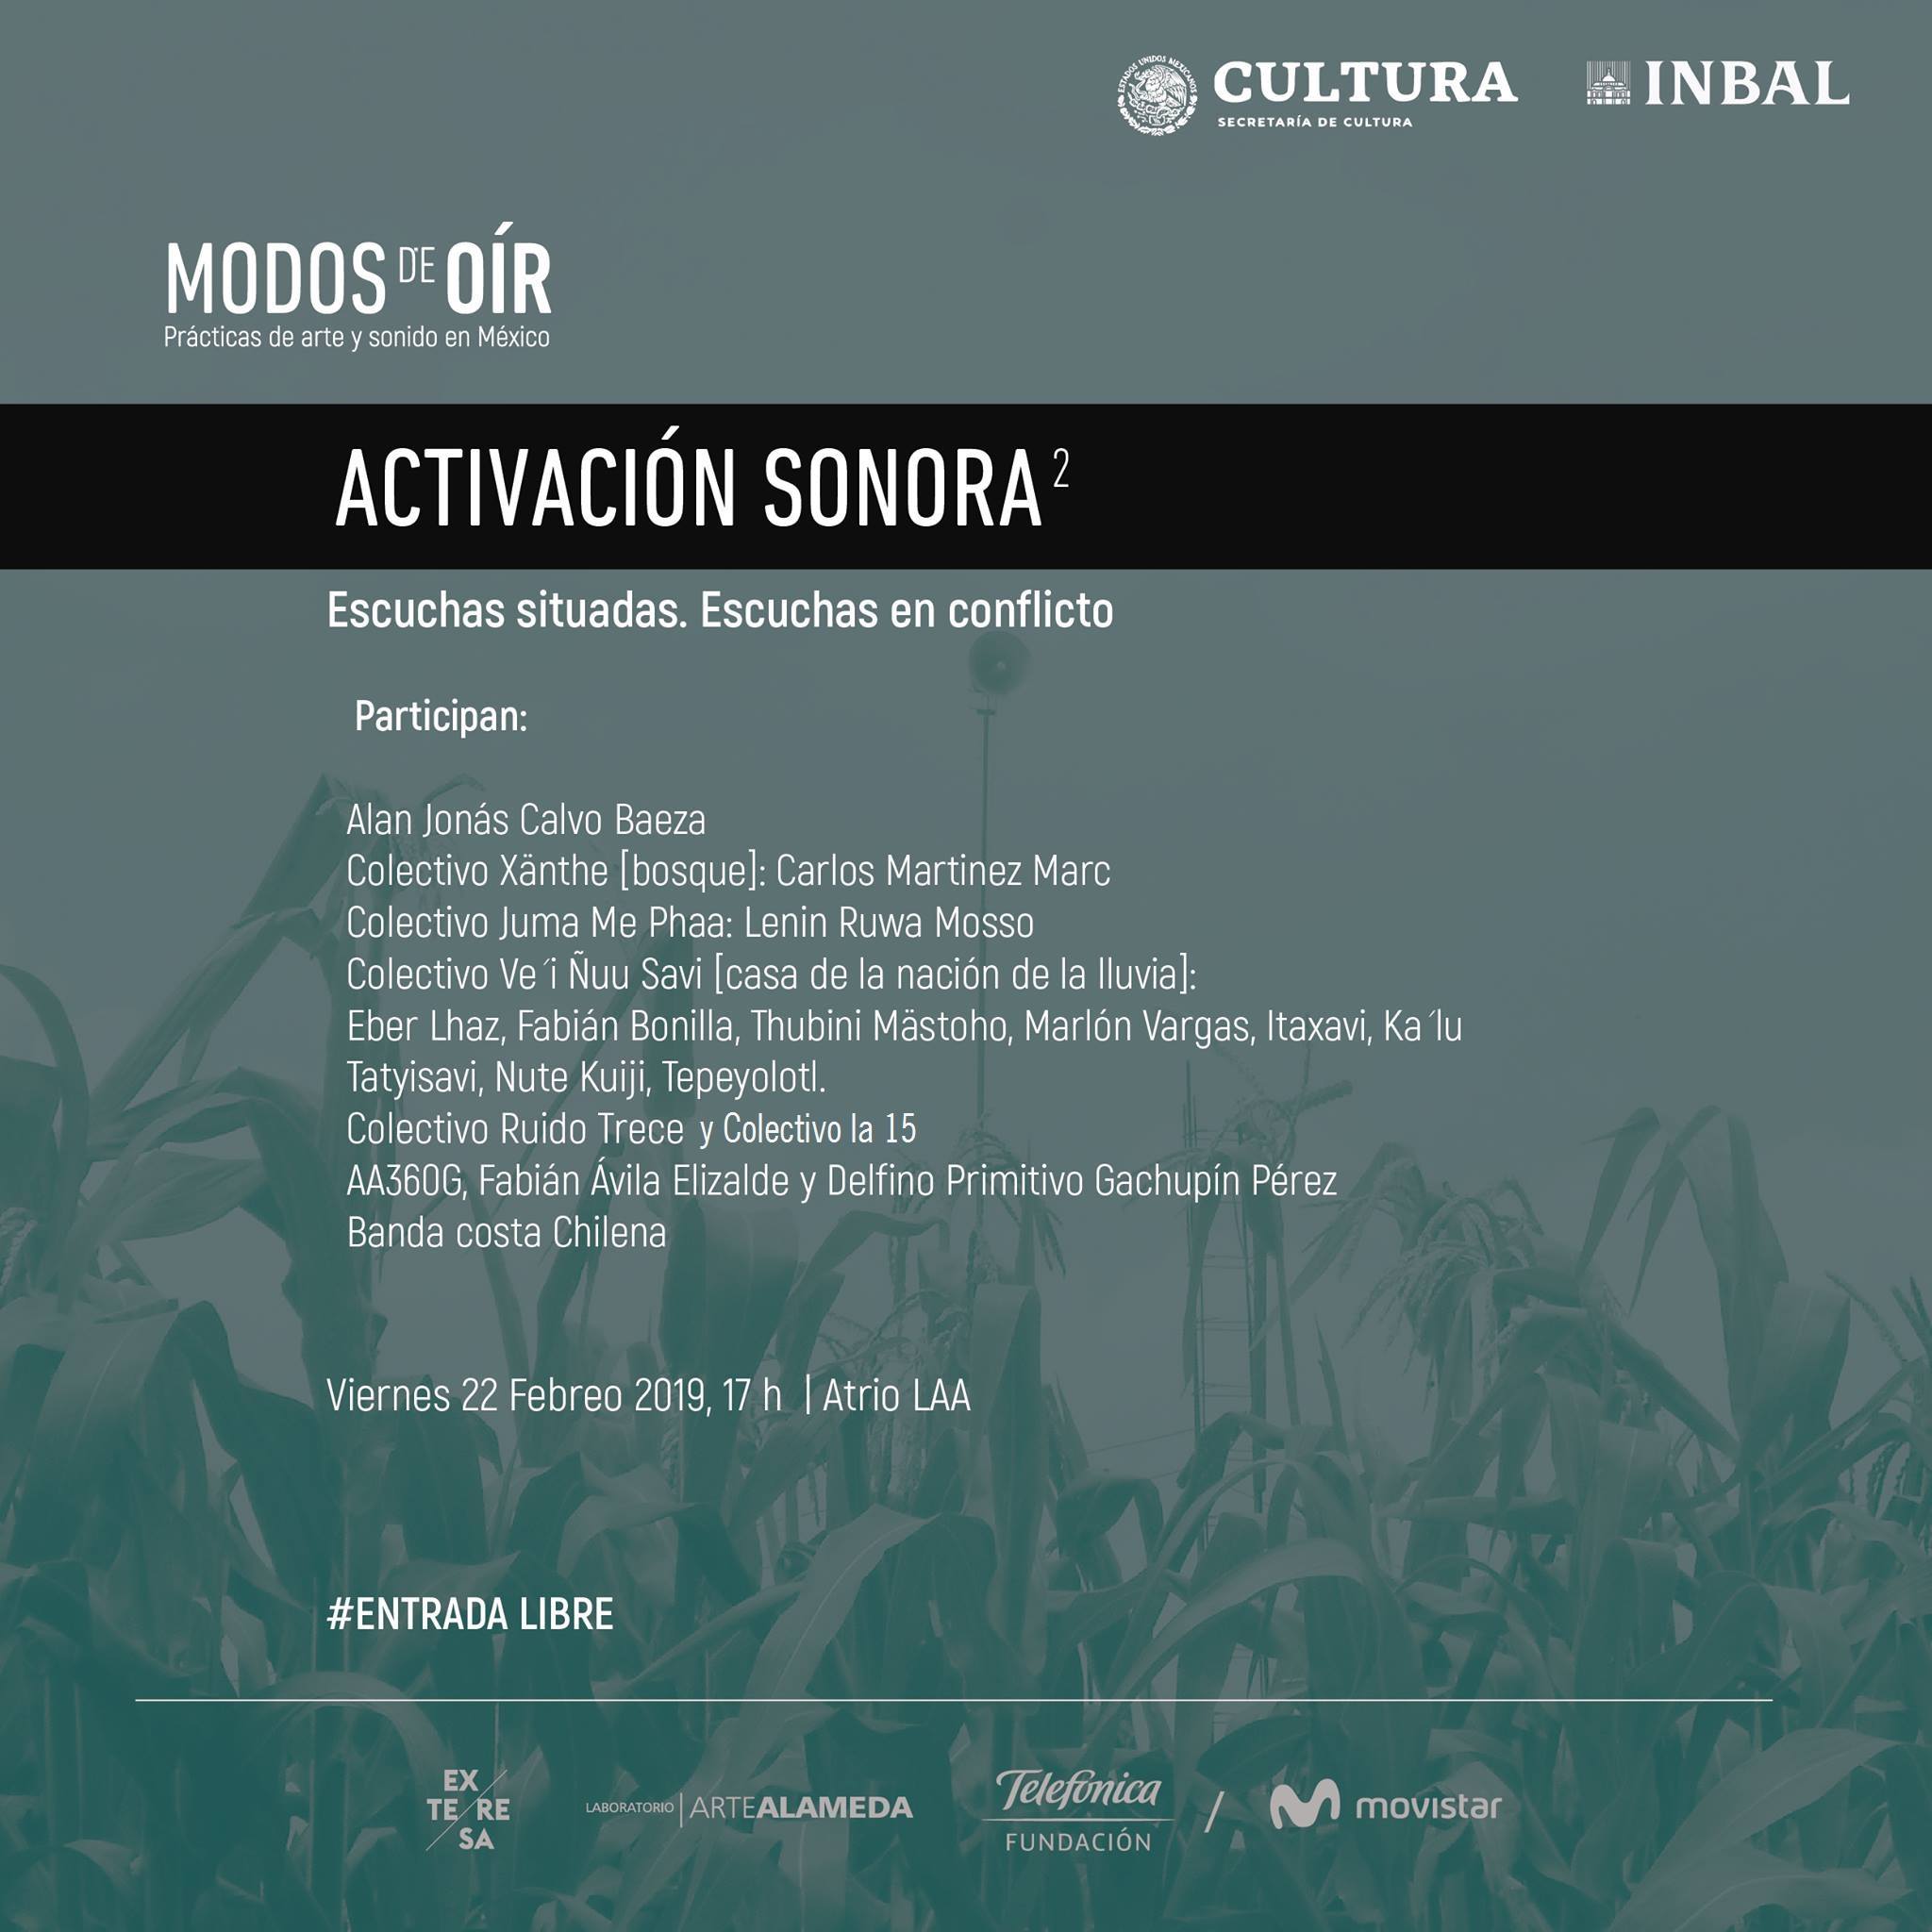 CULTURA
SECRETARÍA DE CULTURA
INBAL
MODOS DE OÍR
Prácticas de arte y sonido en México
ACTIVACIÓN SONORA²
Escuchas situadas. Escuchas en conflicto
Participan:
Alan Jonás Calvo Baeza
Colectivo Xänthe [bosque]: Carlos Martinez Marc
Colectivo Juma Me Phaa: Lenin Ruwa Mosso
Colectivo Ve´i Ñuu Savi [casa de la nación de la lluvia]:
Eber Lhaz, Fabián Bonilla, Thubini Mästoho, Marlón Vargas, Itaxavi, Ka´lu
Tatyisavi, Nute Kuiji, Tepeyolotl.
Colectivo Ruido Trece y Colectivo la 15
AA360G, Fabián Ávila Elizalde y Delfino Primitivo Gachupín Pérez
Banda costa Chilena
Viernes 22 Febreo 2019, 17 h | Atrio LAA
#ENTRADA LIBRE
EX
TE/RE
SA
LABORATORIO | ARTEALAMEDA
Telefónica
FUNDACIÓN
/
movistar